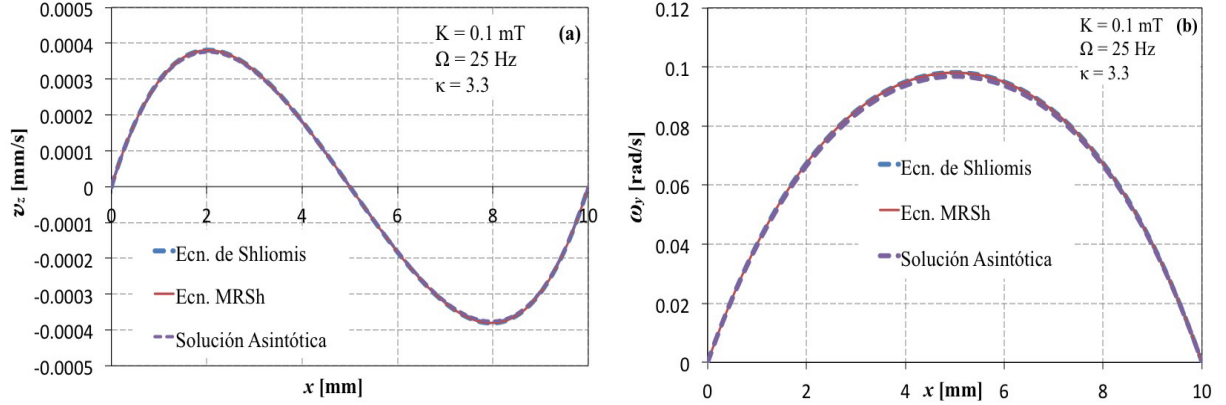 0.0005
0.0004
0.0003
0.0002
0.0001
0
-0.0001
-0.0002
-0.0003
-0.0004
-0.0005
v_z [mm/s]
K = 0.1 mT (a)
Ω = 25 Hz
κ = 3.3
0 2 4 6 8 10
Ecn. de Shliomis
Ecn. MRSh
Solución Asintótica
x [mm]
0.12
0.1
0.08
0.06
0.04
0.02
0
ω_y [rad/s]
K = 0.1 mT (b)
Ω = 25 Hz
κ = 3.3
Ecn. de Shliomis
Ecn. MRSh
Solución Asintótica
0 2 4 6 8 10
x [mm]